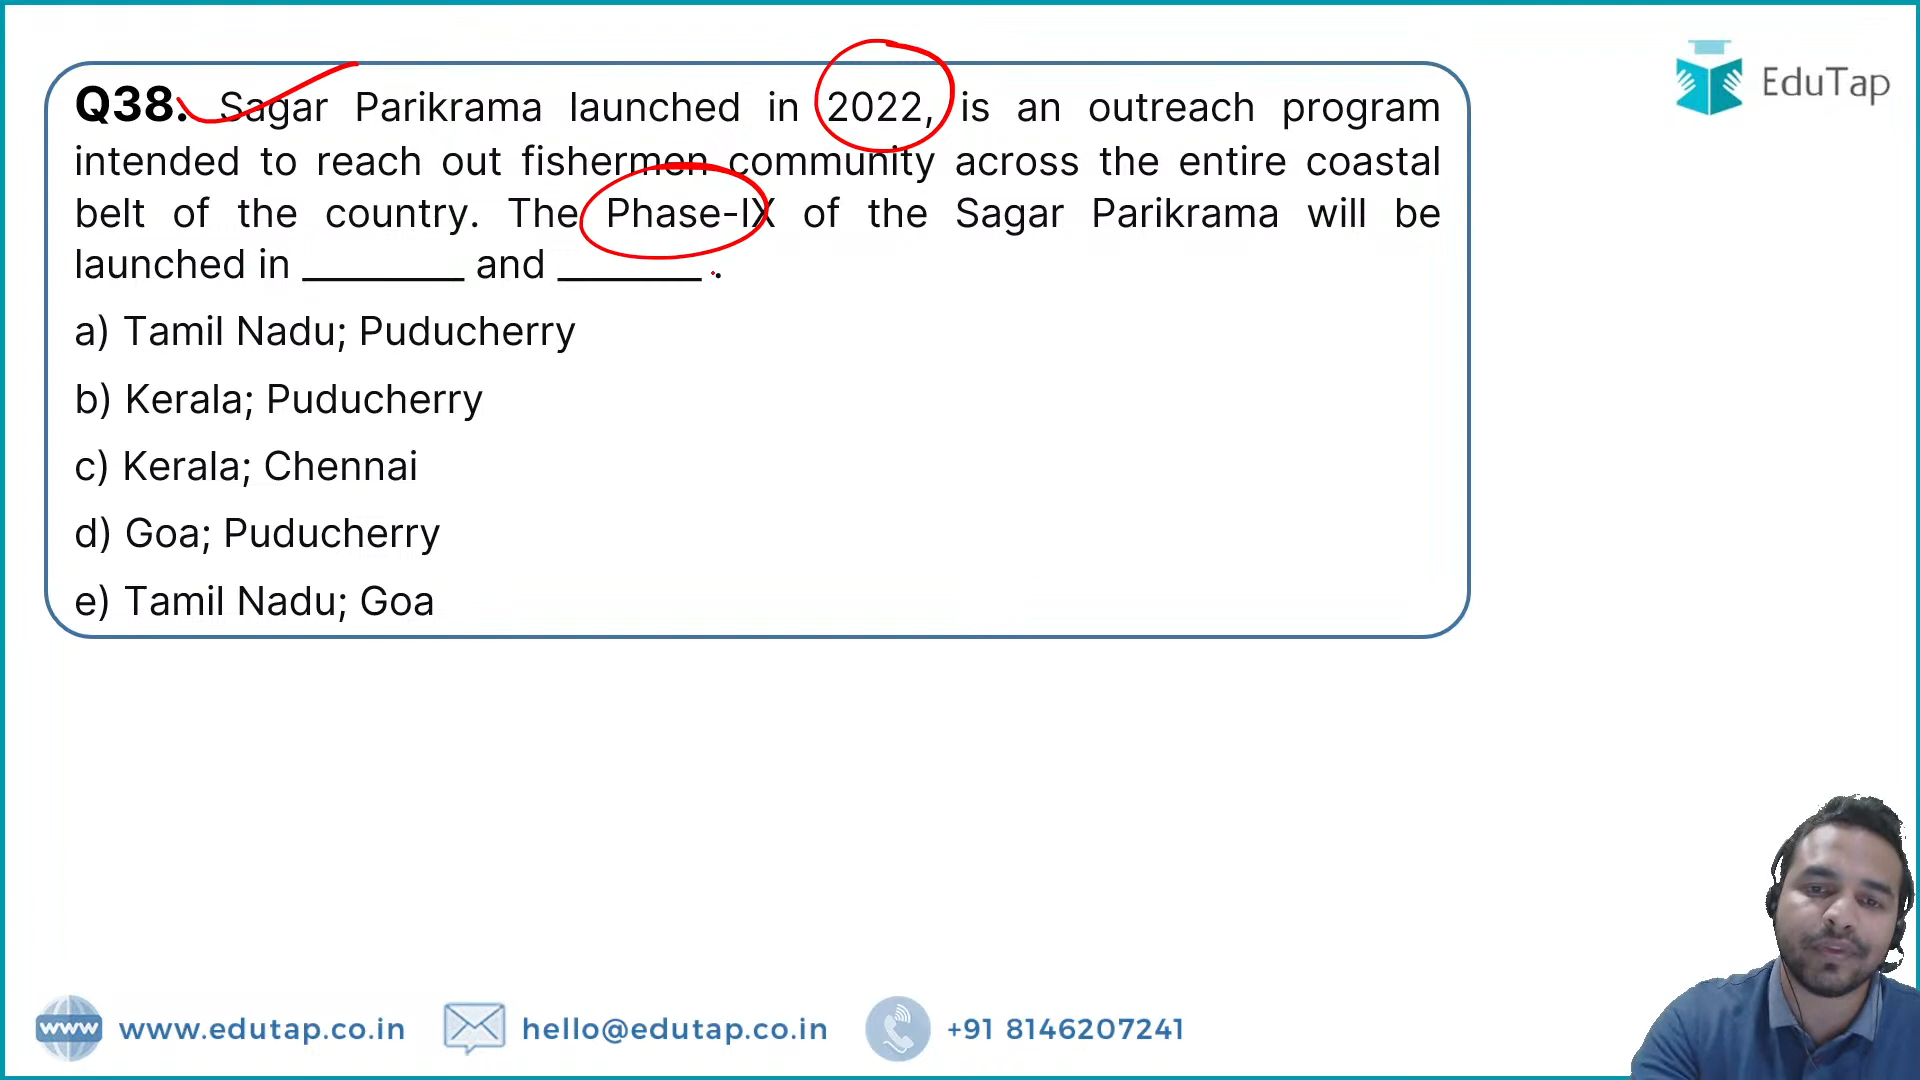 EduTap
Q38. Sagar Parikrama launched in 2022, is an outreach program
intended to reach out fishermen community across the entire coastal
belt of the country. The Phase-IX of the Sagar Parikrama will be
launched in ________ and _______ .
a) Tamil Nadu; Puducherry
b) Kerala; Puducherry
c) Kerala; Chennai
d) Goa; Puducherry
e) Tamil Nadu; Goa
www www.edutap.co.in hello@edutap.co.in +91 8146207241